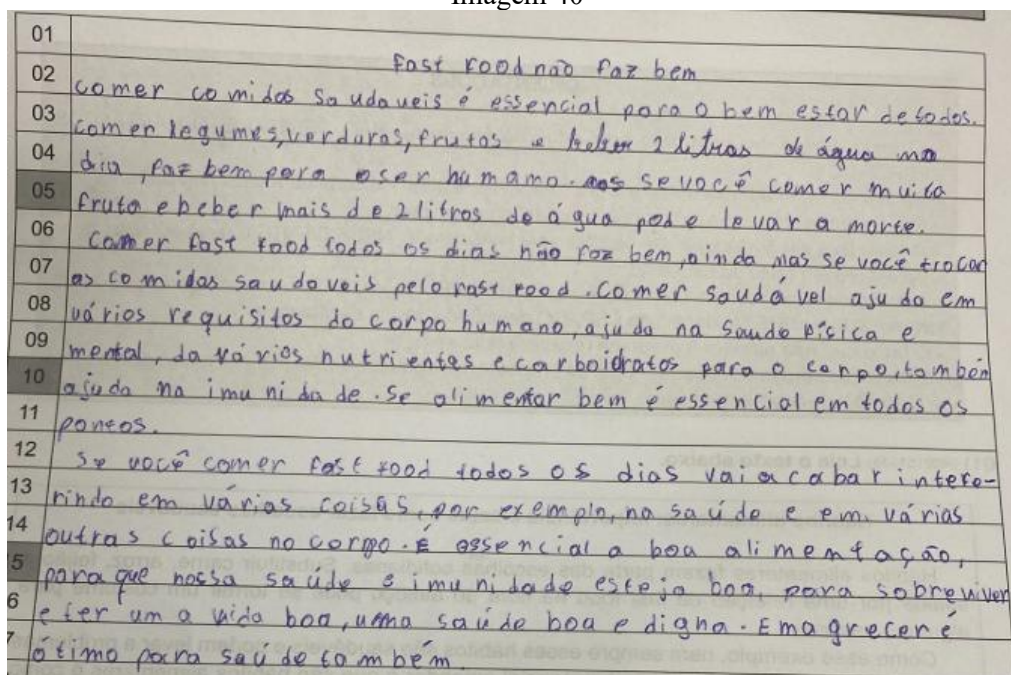 Imagem 40
01
Fast food não faz bem
02 comer comidas saudaveis é essencial para o bem estar de todos.
03 comer legumes, verduras, frutas e beber 2 litros de água no
04 dia, faz bem para o ser humamo. Se você comer muita
05 fruta e beber mais de 2 litros de água pode levar a morte.
06 Comer fast food todos os dias não faz bem, ainda mas se você trocar
07 as comidas saudaveis pelo fast food. Comer saudável ajuda em
08 vários requisitos do corpo humano, ajuda na saude física e
09 mental, da vários nutrientes e carboidratos para o corpo, também
10 ajuda na imunidade. Se alimentar bem é essencial em todos os
11 pontos.
12 Se você comer fast food todos os dias vai acabar interfe-
13 rindo em várias coisas, por exemplo, na saúde e em várias
14 outras coisas no corpo. É essencial a boa alimentação,
5 para que nossa saúde e imunidade esteja boa, para sobreviver
6 e ter uma vida boa, uma saúde boa e digna. Emagrecer é
7 otimo para saúde também.